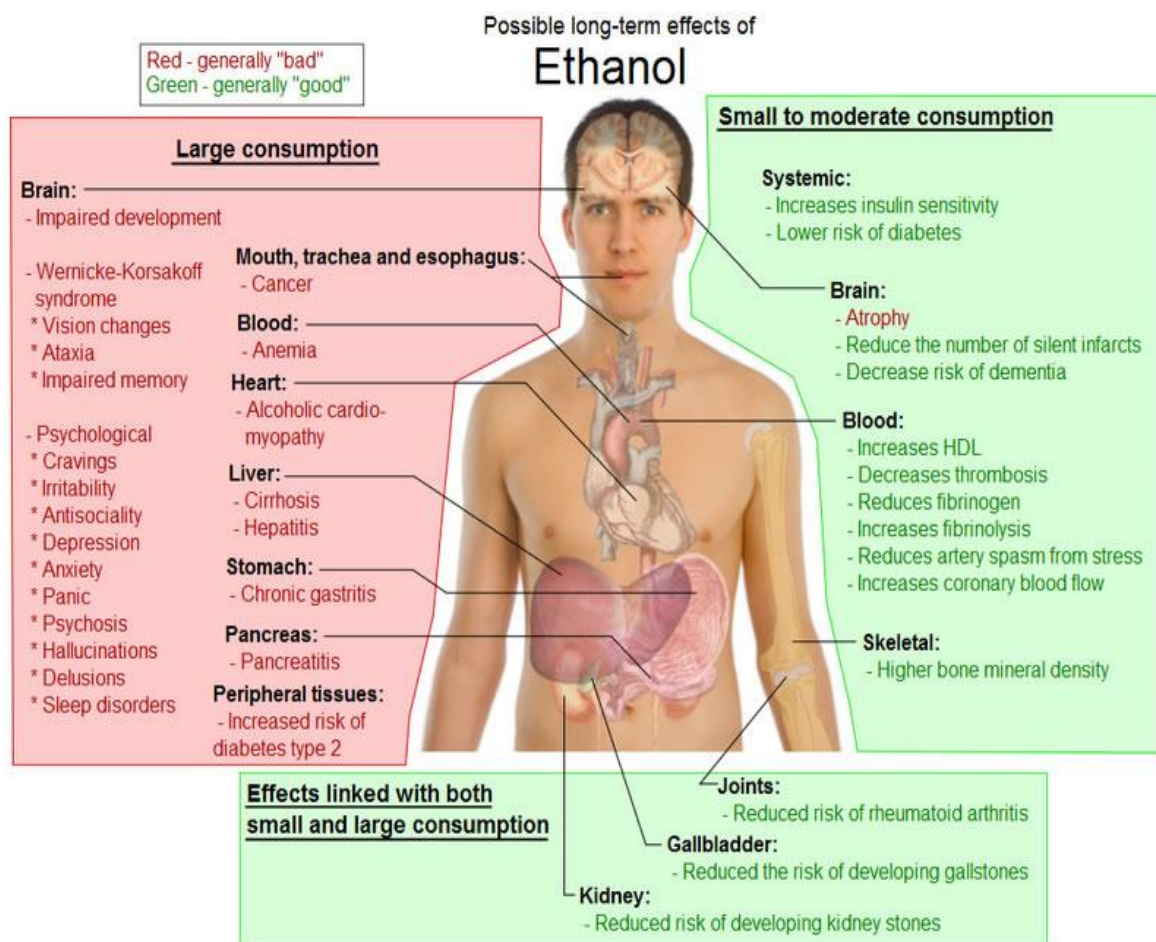 Possible long-term effects of
Ethanol
Red - generally "bad"
Green - generally "good"
Large consumption
Brain:
- Impaired development
- Wernicke-Korsakoff
syndrome
* Vision changes
* Ataxia
* Impaired memory
- Psychological
* Cravings
* Irritability
* Antisociality
* Depression
* Anxiety
* Panic
* Psychosis
* Hallucinations
* Delusions
* Sleep disorders
Mouth, trachea and esophagus:
- Cancer
Blood:
- Anemia
Heart:
- Alcoholic cardio-
myopathy
Liver:
- Cirrhosis
- Hepatitis
Stomach:
- Chronic gastritis
Pancreas:
- Pancreatitis
Peripheral tissues:
- Increased risk of
diabetes type 2
Small to moderate consumption
Systemic:
- Increases insulin sensitivity
- Lower risk of diabetes
Brain:
- Atrophy
- Reduce the number of silent infarcts
- Decrease risk of dementia
Blood:
- Increases HDL
- Decreases thrombosis
- Reduces fibrinogen
- Increases fibrinolysis
- Reduces artery spasm from stress
- Increases coronary blood flow
Skeletal:
- Higher bone mineral density
Effects linked with both
small and large consumption
Joints:
- Reduced risk of rheumatoid arthritis
Gallbladder:
- Reduced the risk of developing gallstones
Kidney:
- Reduced risk of developing kidney stones